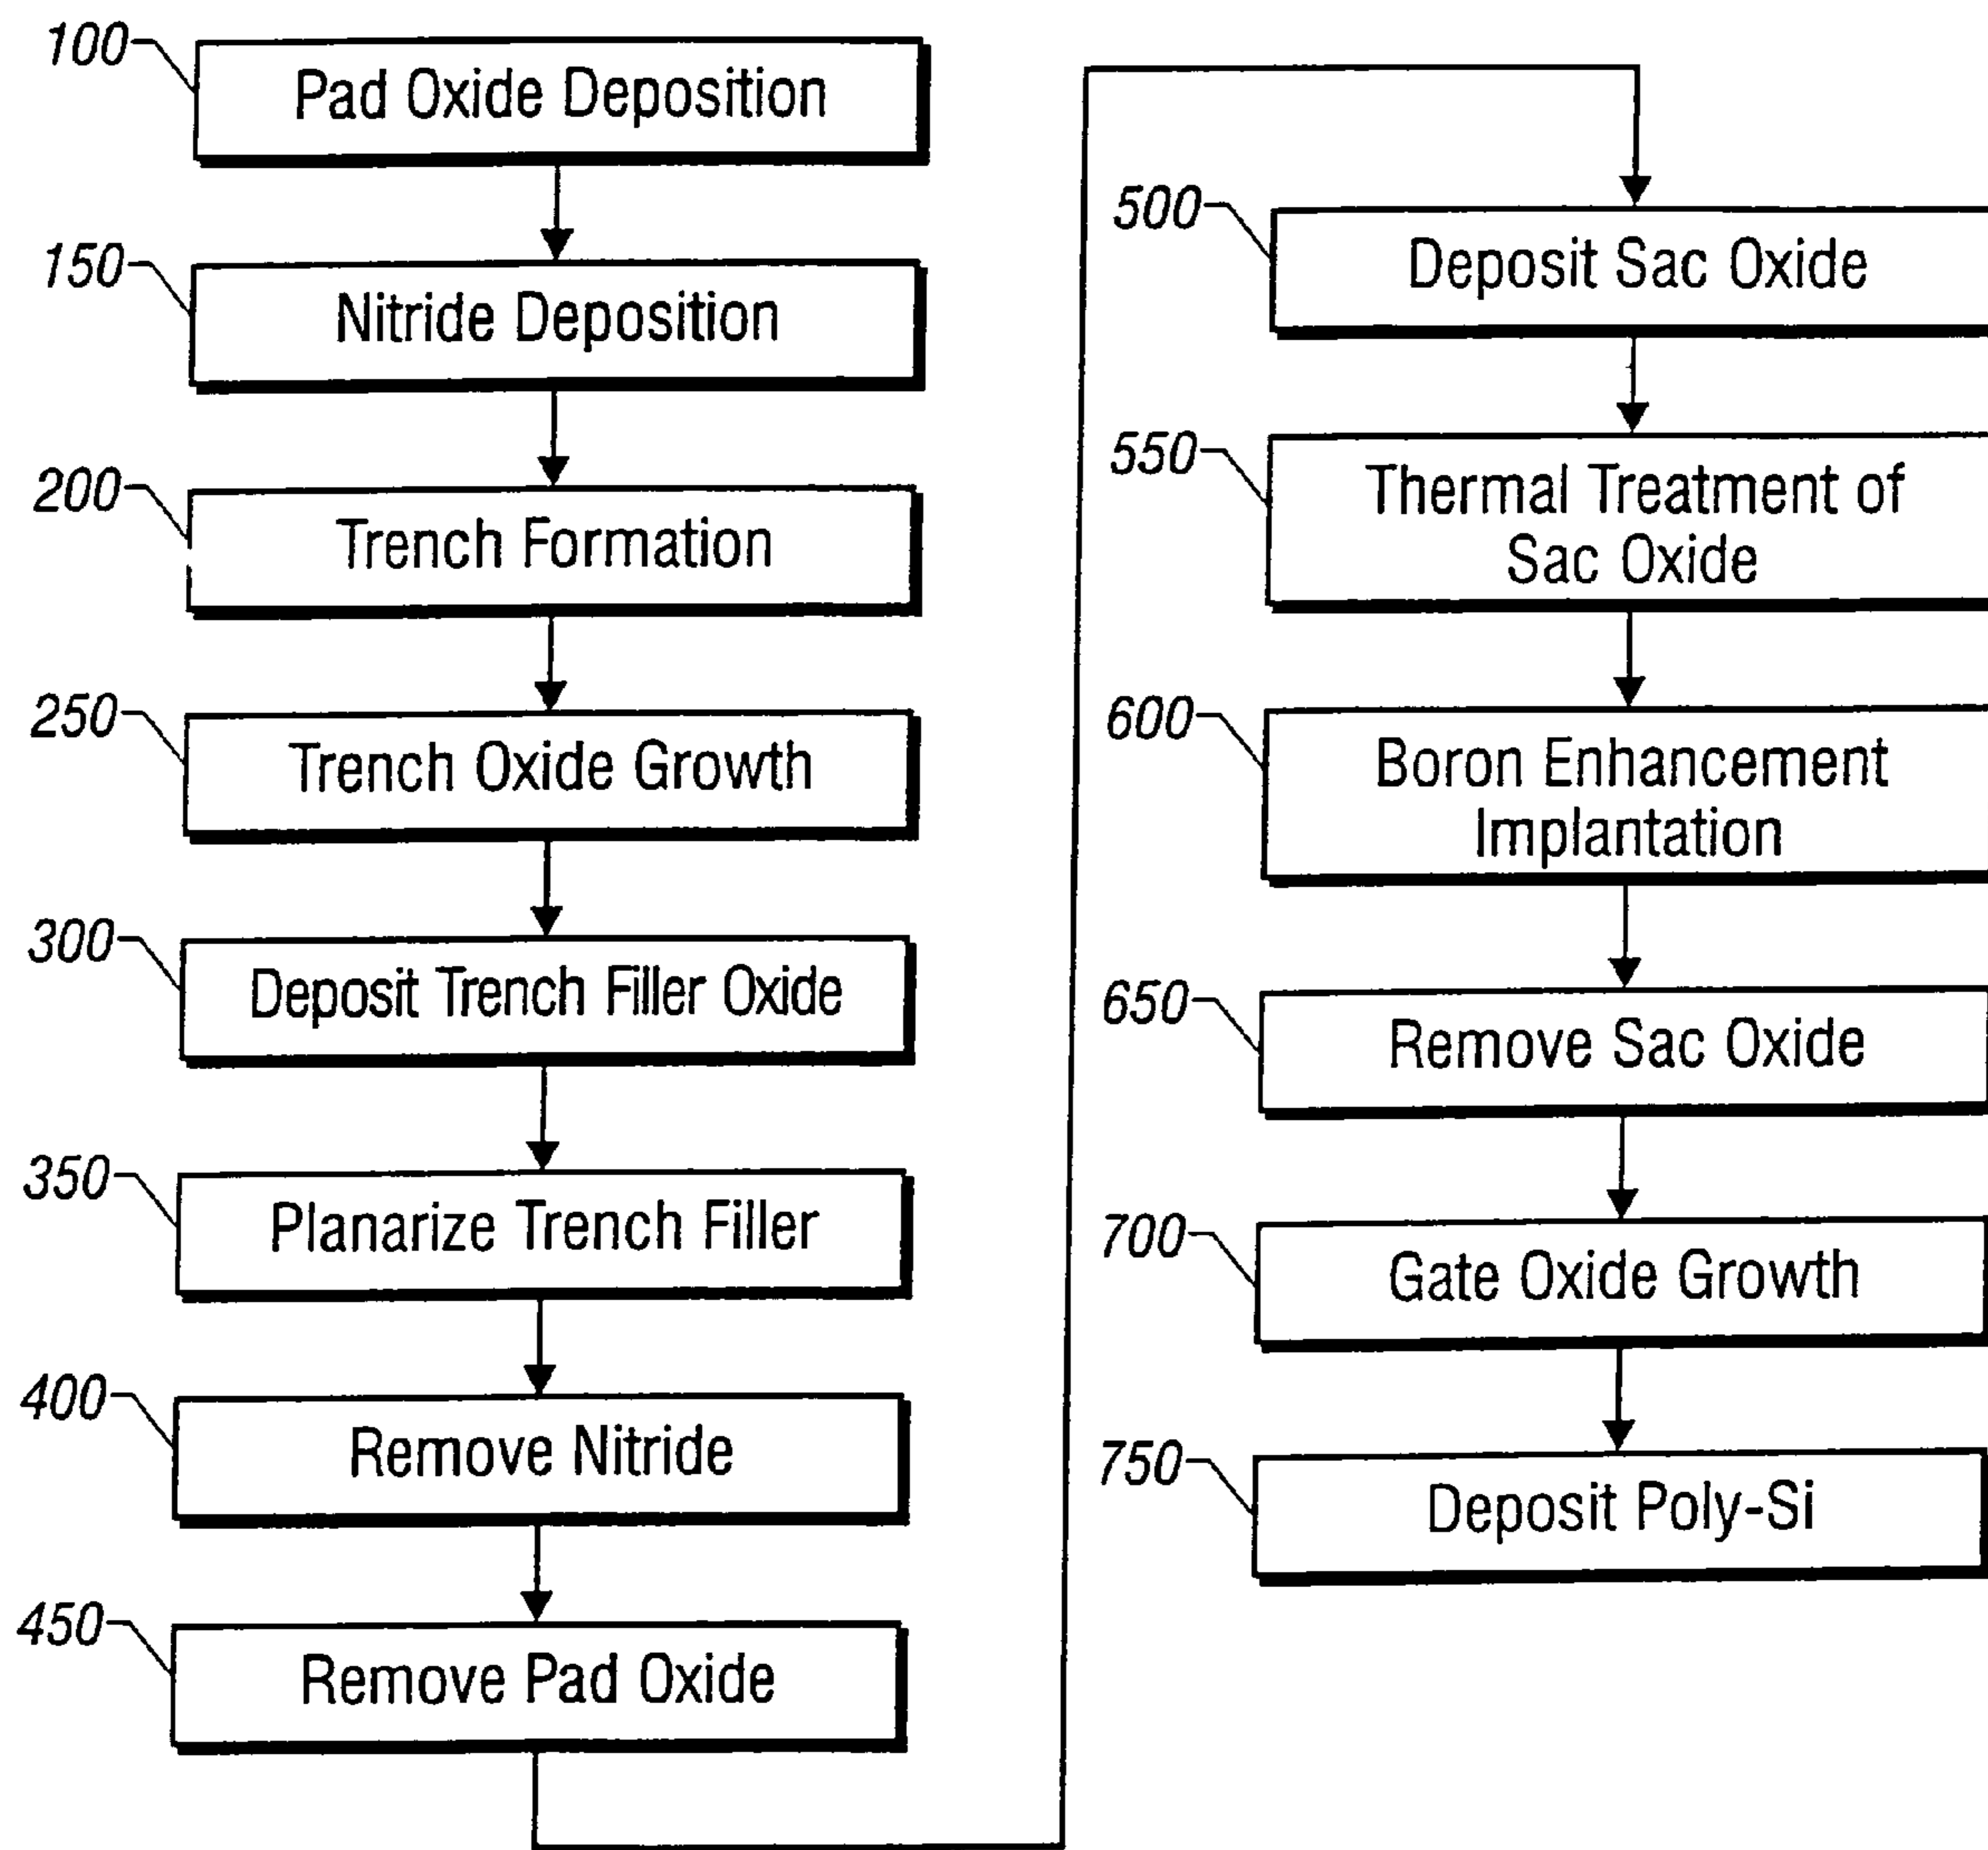 100
Pad Oxide Deposition
150
Nitride Deposition
200
Trench Formation
250
Trench Oxide Growth
300
Deposit Trench Filler Oxide
350
Planarize Trench Filler
400
Remove Nitride
450
Remove Pad Oxide
500
Deposit Sac Oxide
550
Thermal Treatment of
Sac Oxide
600
Boron Enhancement
Implantation
650
Remove Sac Oxide
700
Gate Oxide Growth
750
Deposit Poly-Si